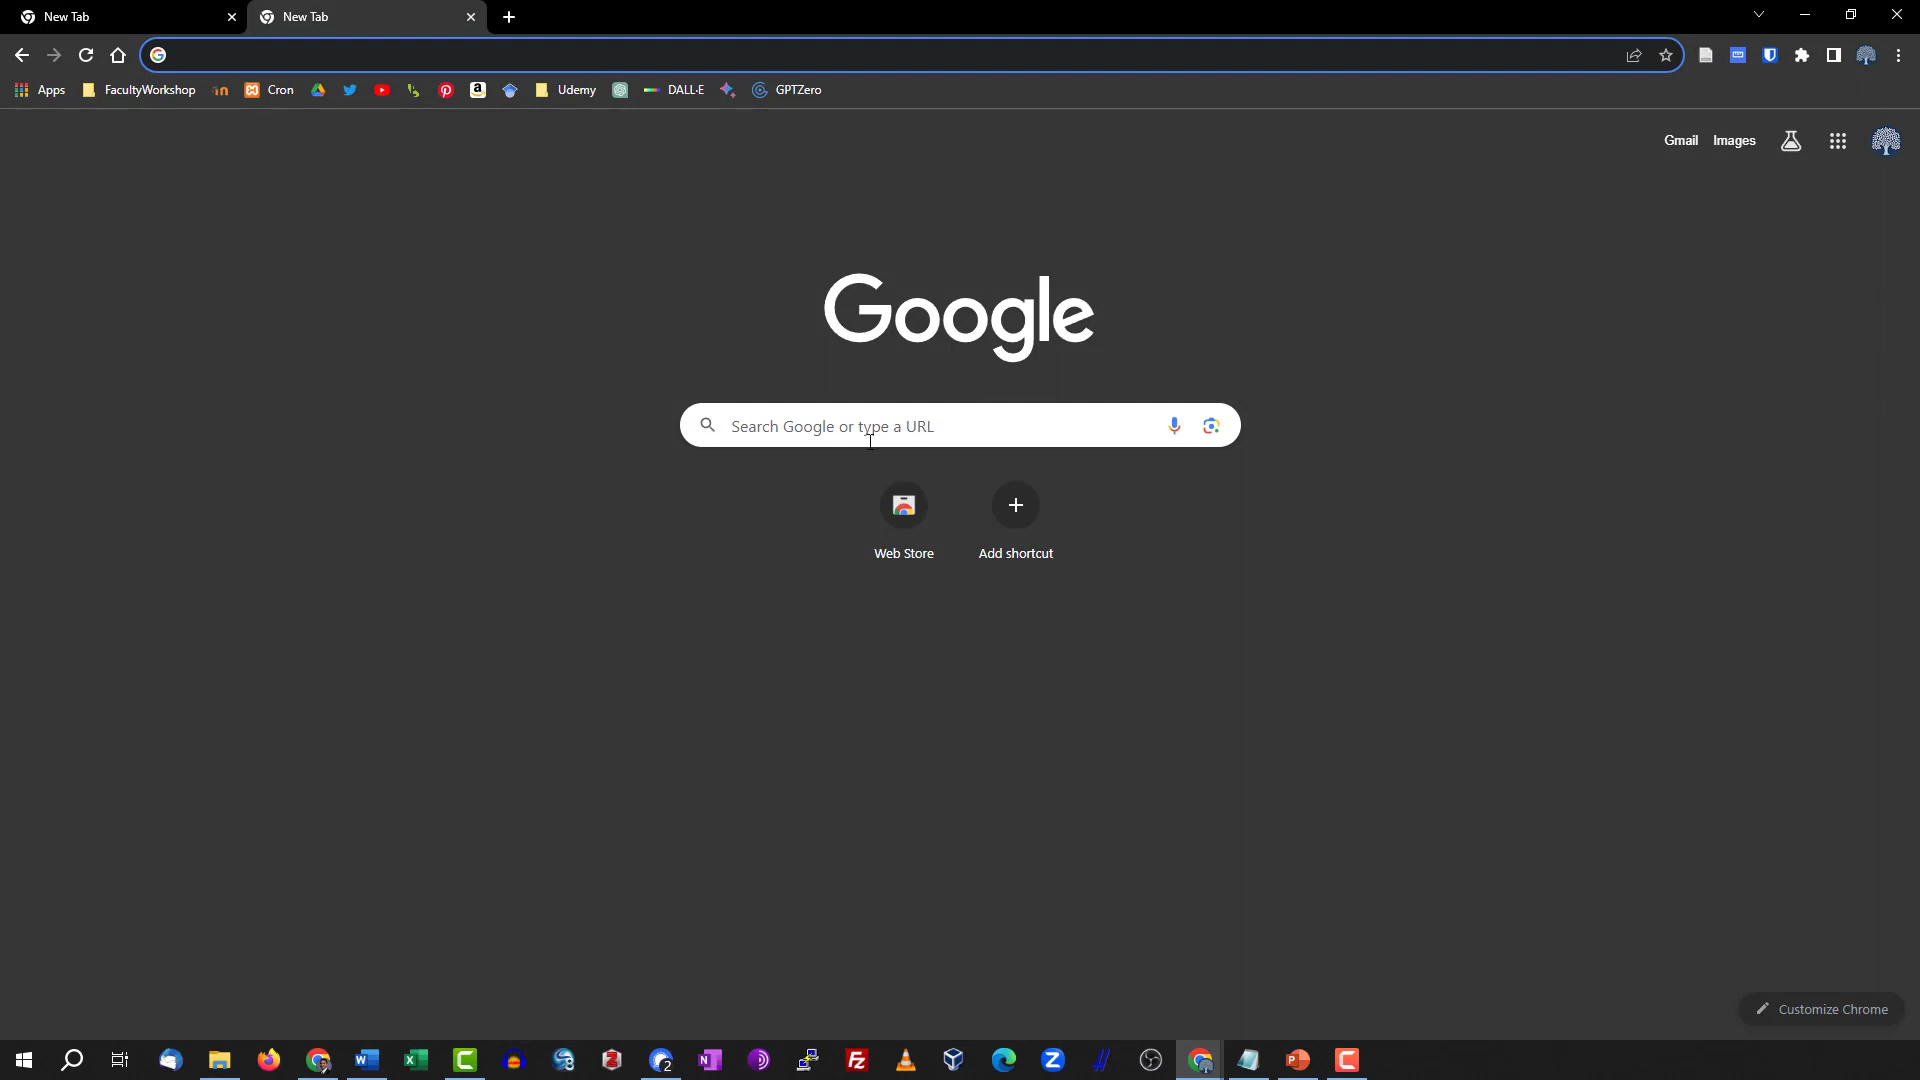 New Tab
New Tab
Apps FacultyWorkshop Cron Udemy DALL·E GPTZero
Gmail Images
Google
Search Google or type a URL
Web Store Add shortcut
Customize Chrome
2